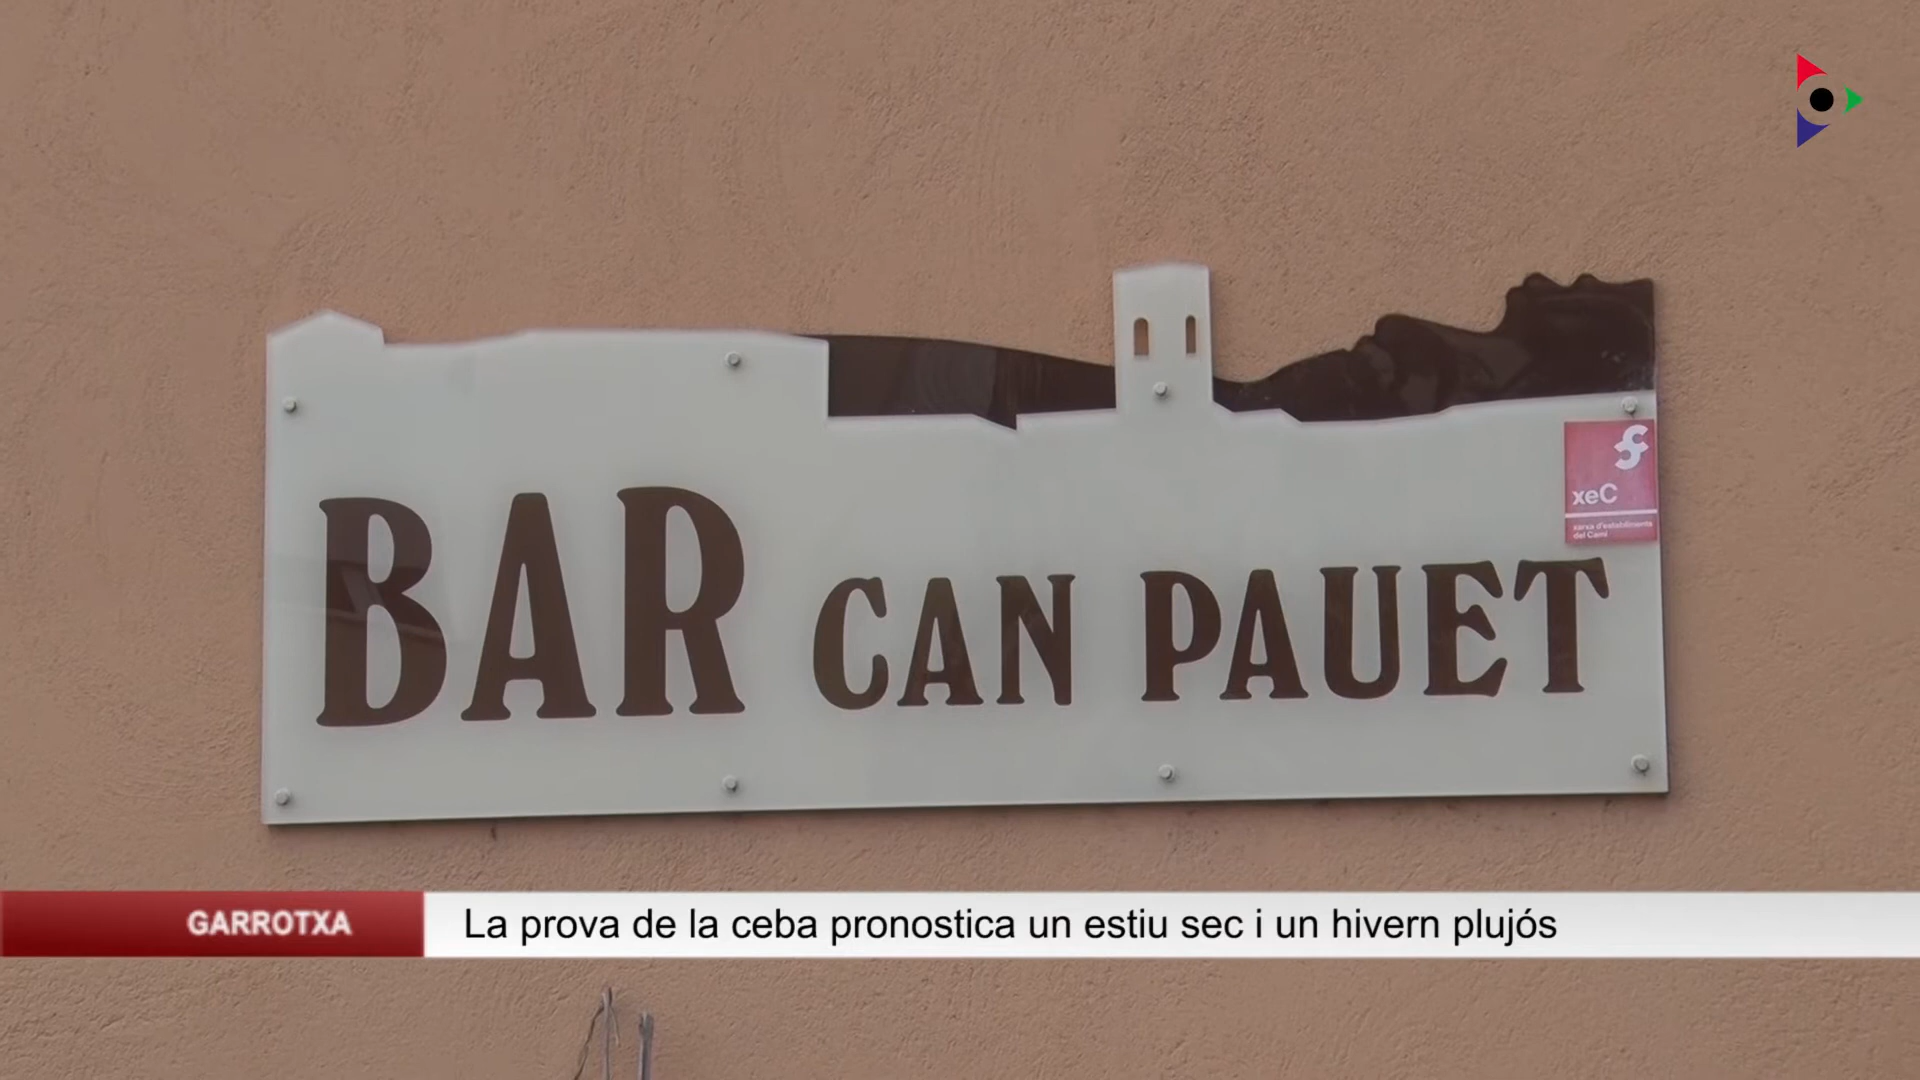 xeC
xarxa d'establiments
del Camí
BAR CAN PAUET
GARROTXA
La prova de la ceba pronostica un estiu sec i un hivern plujós